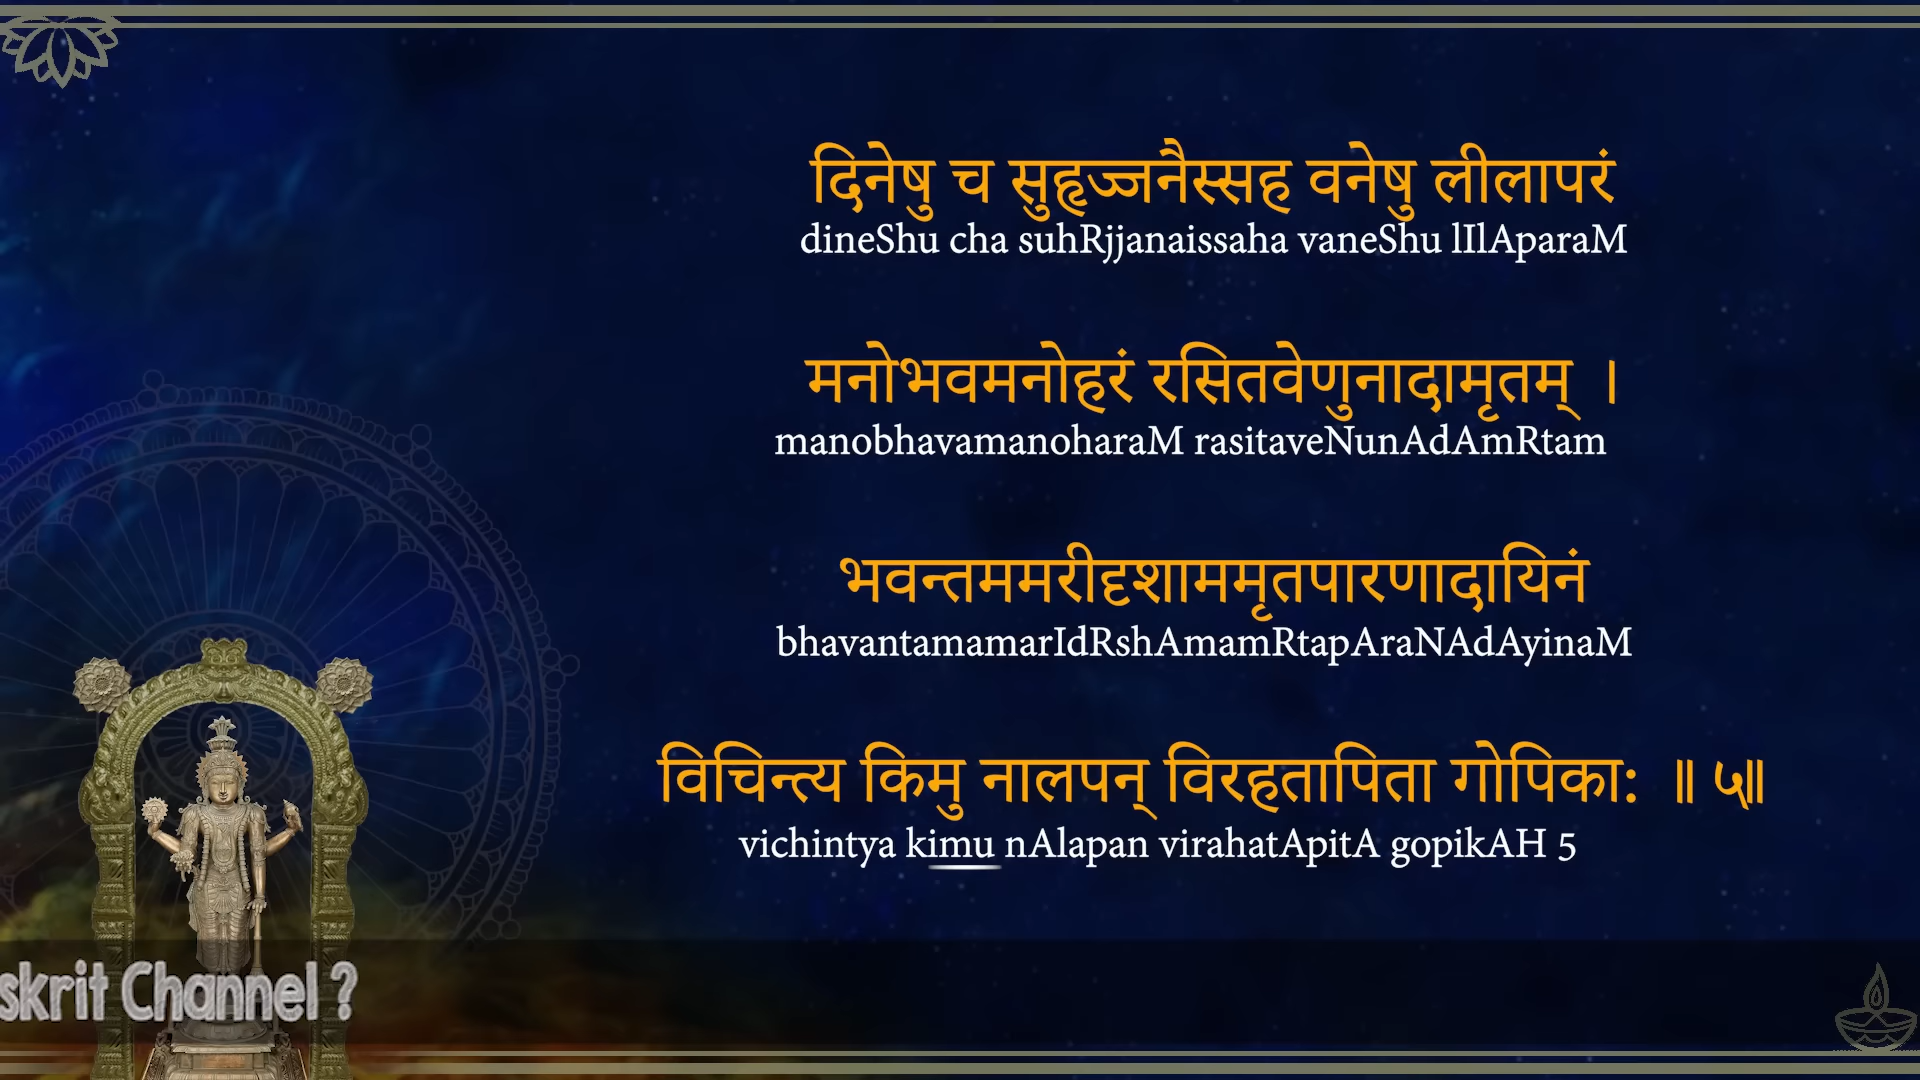 दिनेषु च सुहृज्जनैस्सह वनेषु लीलापरं
dineShu cha suhRjjanaissaha vaneShu lIlAparaM
मनोभवमनोहरं रसितवेणुनादामृतम् ।
manobhavamanoharaM rasitaveNunAdAmRtam
भवन्तममरीदृशाममृतपारणादायिनं
bhavantamamarIdRshAmamRtapAraNAdAyinaM
विचिन्त्य किमु नालपन् विरहतापिता गोपिकाः ॥ ५॥
vichintya kimu nAlapan virahatApitA gopikAH 5
skrit Channel ?